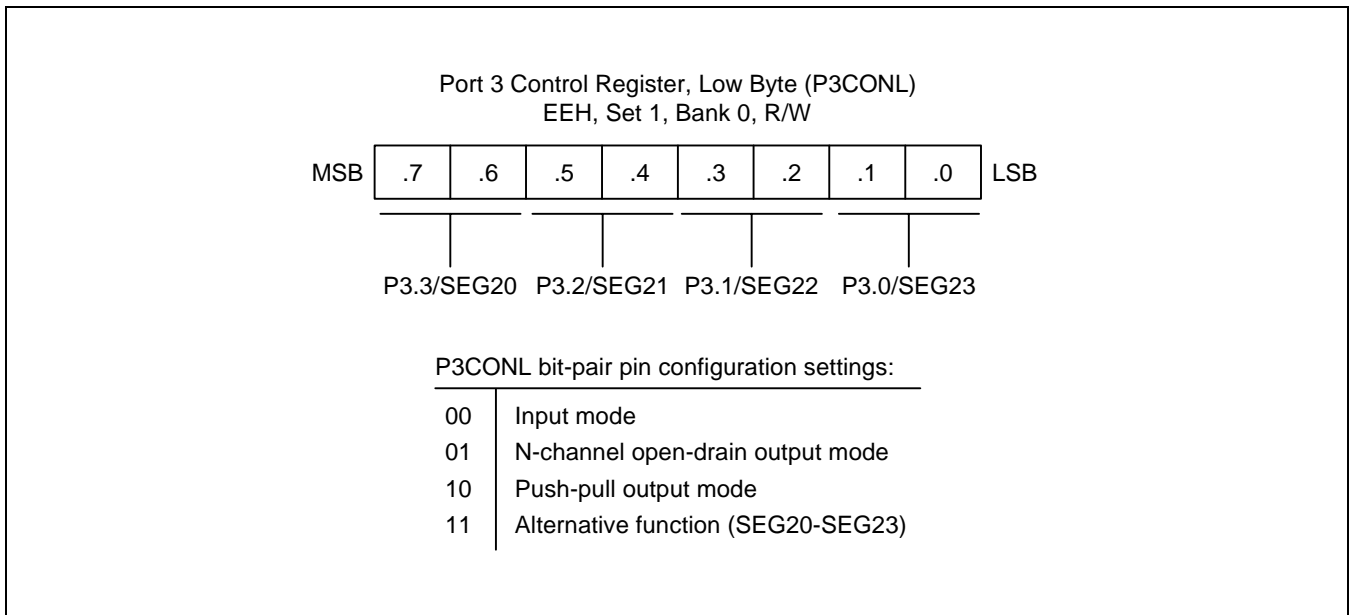 Port 3 Control Register, Low Byte (P3CONL)
EEH, Set 1, Bank 0, R/W
MSB .7 .6 .5 .4 .3 .2 .1 .0 LSB
P3.3/SEG20 P3.2/SEG21 P3.1/SEG22 P3.0/SEG23
P3CONL bit-pair pin configuration settings:
00 Input mode
01 N-channel open-drain output mode
10 Push-pull output mode
11 Alternative function (SEG20-SEG23)